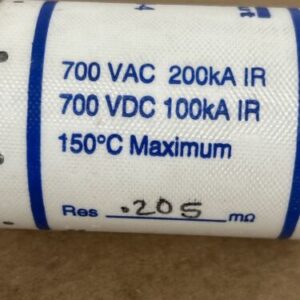 700 VAC 200kA IR
700 VDC 100kA IR
150°C Maximum
Res .205 mΩ